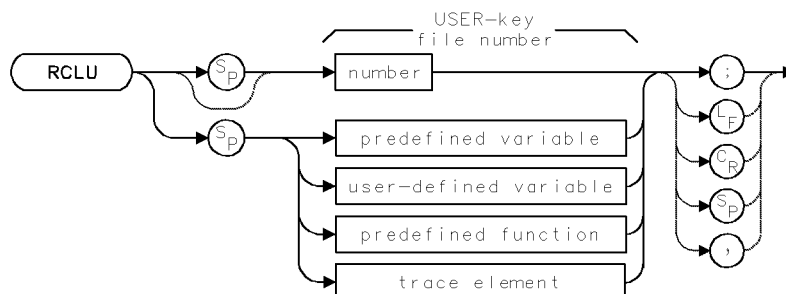 USER-key
file number
RCLU
SP
number
;
LF
SP
predefined variable
CR
user-defined variable
SP
predefined function
,
trace element